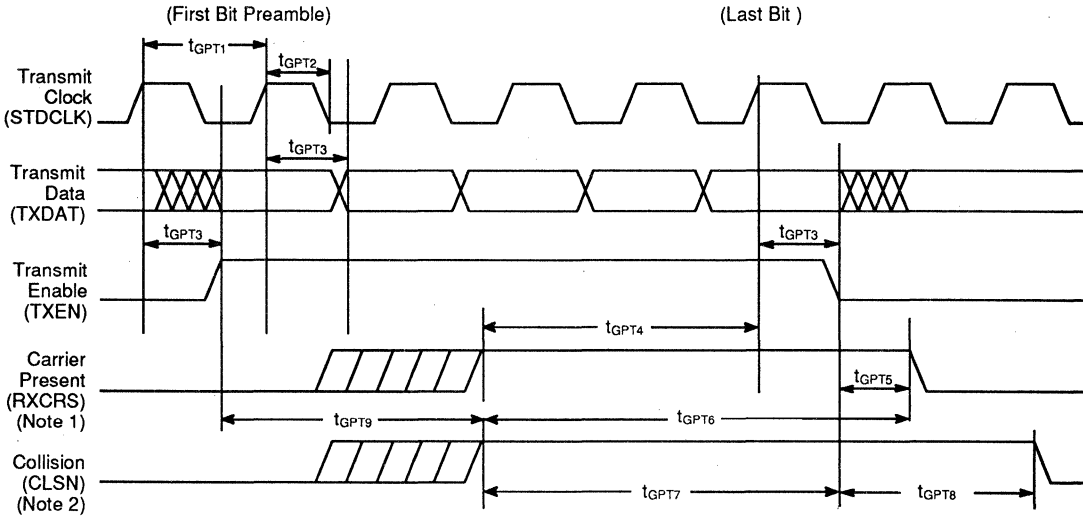 (First Bit Preamble)
(Last Bit )
tGPT1
tGPT2
Transmit
Clock
(STDCLK)
tGPT3
Transmit
Data
(TXDAT)
tGPT3
tGPT3
Transmit
Enable
(TXEN)
tGPT4
Carrier
Present
(RXCRS)
(Note 1)
tGPT5
tGPT9
tGPT6
Collision
(CLSN)
(Note 2)
tGPT7
tGPT8